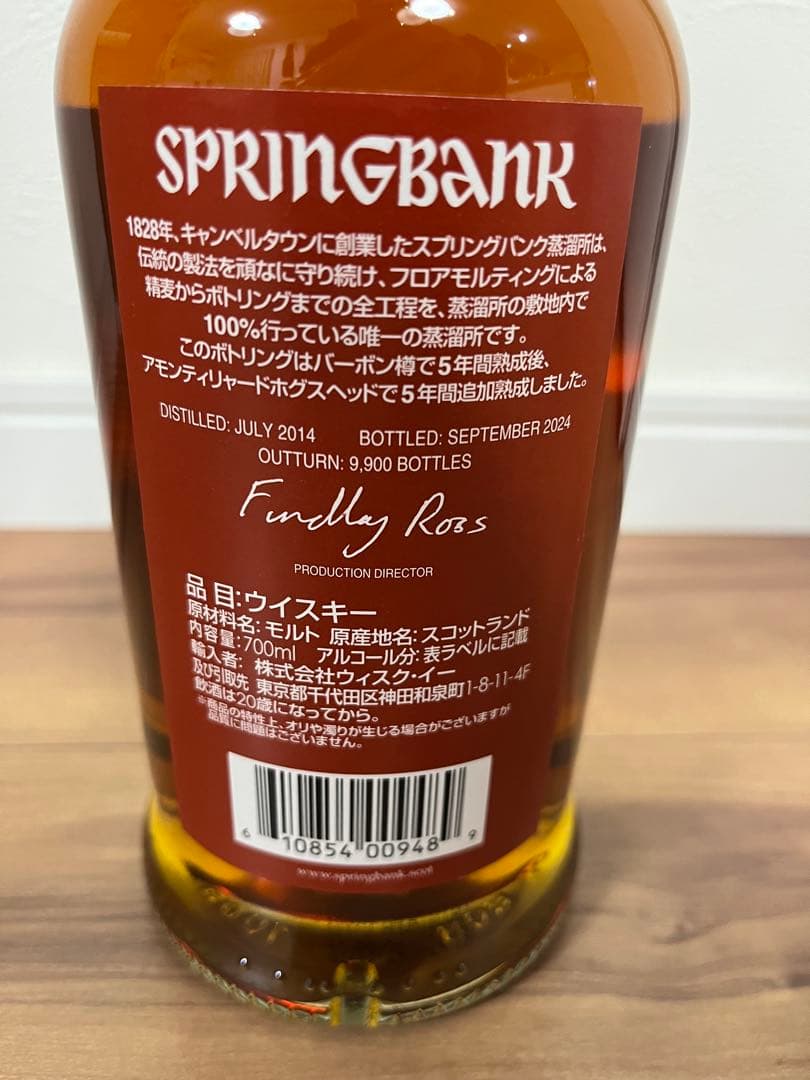 SPRINGBANK
1828年、キャンベルタウンに創業したスプリングバンク蒸溜所は、
伝統の製法を頑なに守り続け、フロアモルティングによる
精麦からボトリングまでの全工程を、蒸溜所の敷地内で
100%行っている唯一の蒸溜所です。
このボトリングはバーボン樽で5年間熟成後、
アモンティリャードホグスヘッドで5年間追加熟成しました。
DISTILLED: JULY 2014 BOTTLED: SEPTEMBER 2024
OUTTURN: 9,900 BOTTLES
Findlay Ross
PRODUCTION DIRECTOR
品目:ウイスキー
原材料名:モルト 原産地名:スコットランド
内容量:700ml アルコール分:表ラベルに記載
輸入者: 株式会社ウィスク・イー
及び引取先 東京都千代田区神田和泉町1-8-11-4F
飲酒は20歳になってから。
※商品の特性上、オリや濁りが生じる場合がございますが
品質に問題はございません。
6 10854 00948 9
www.springbank.scot